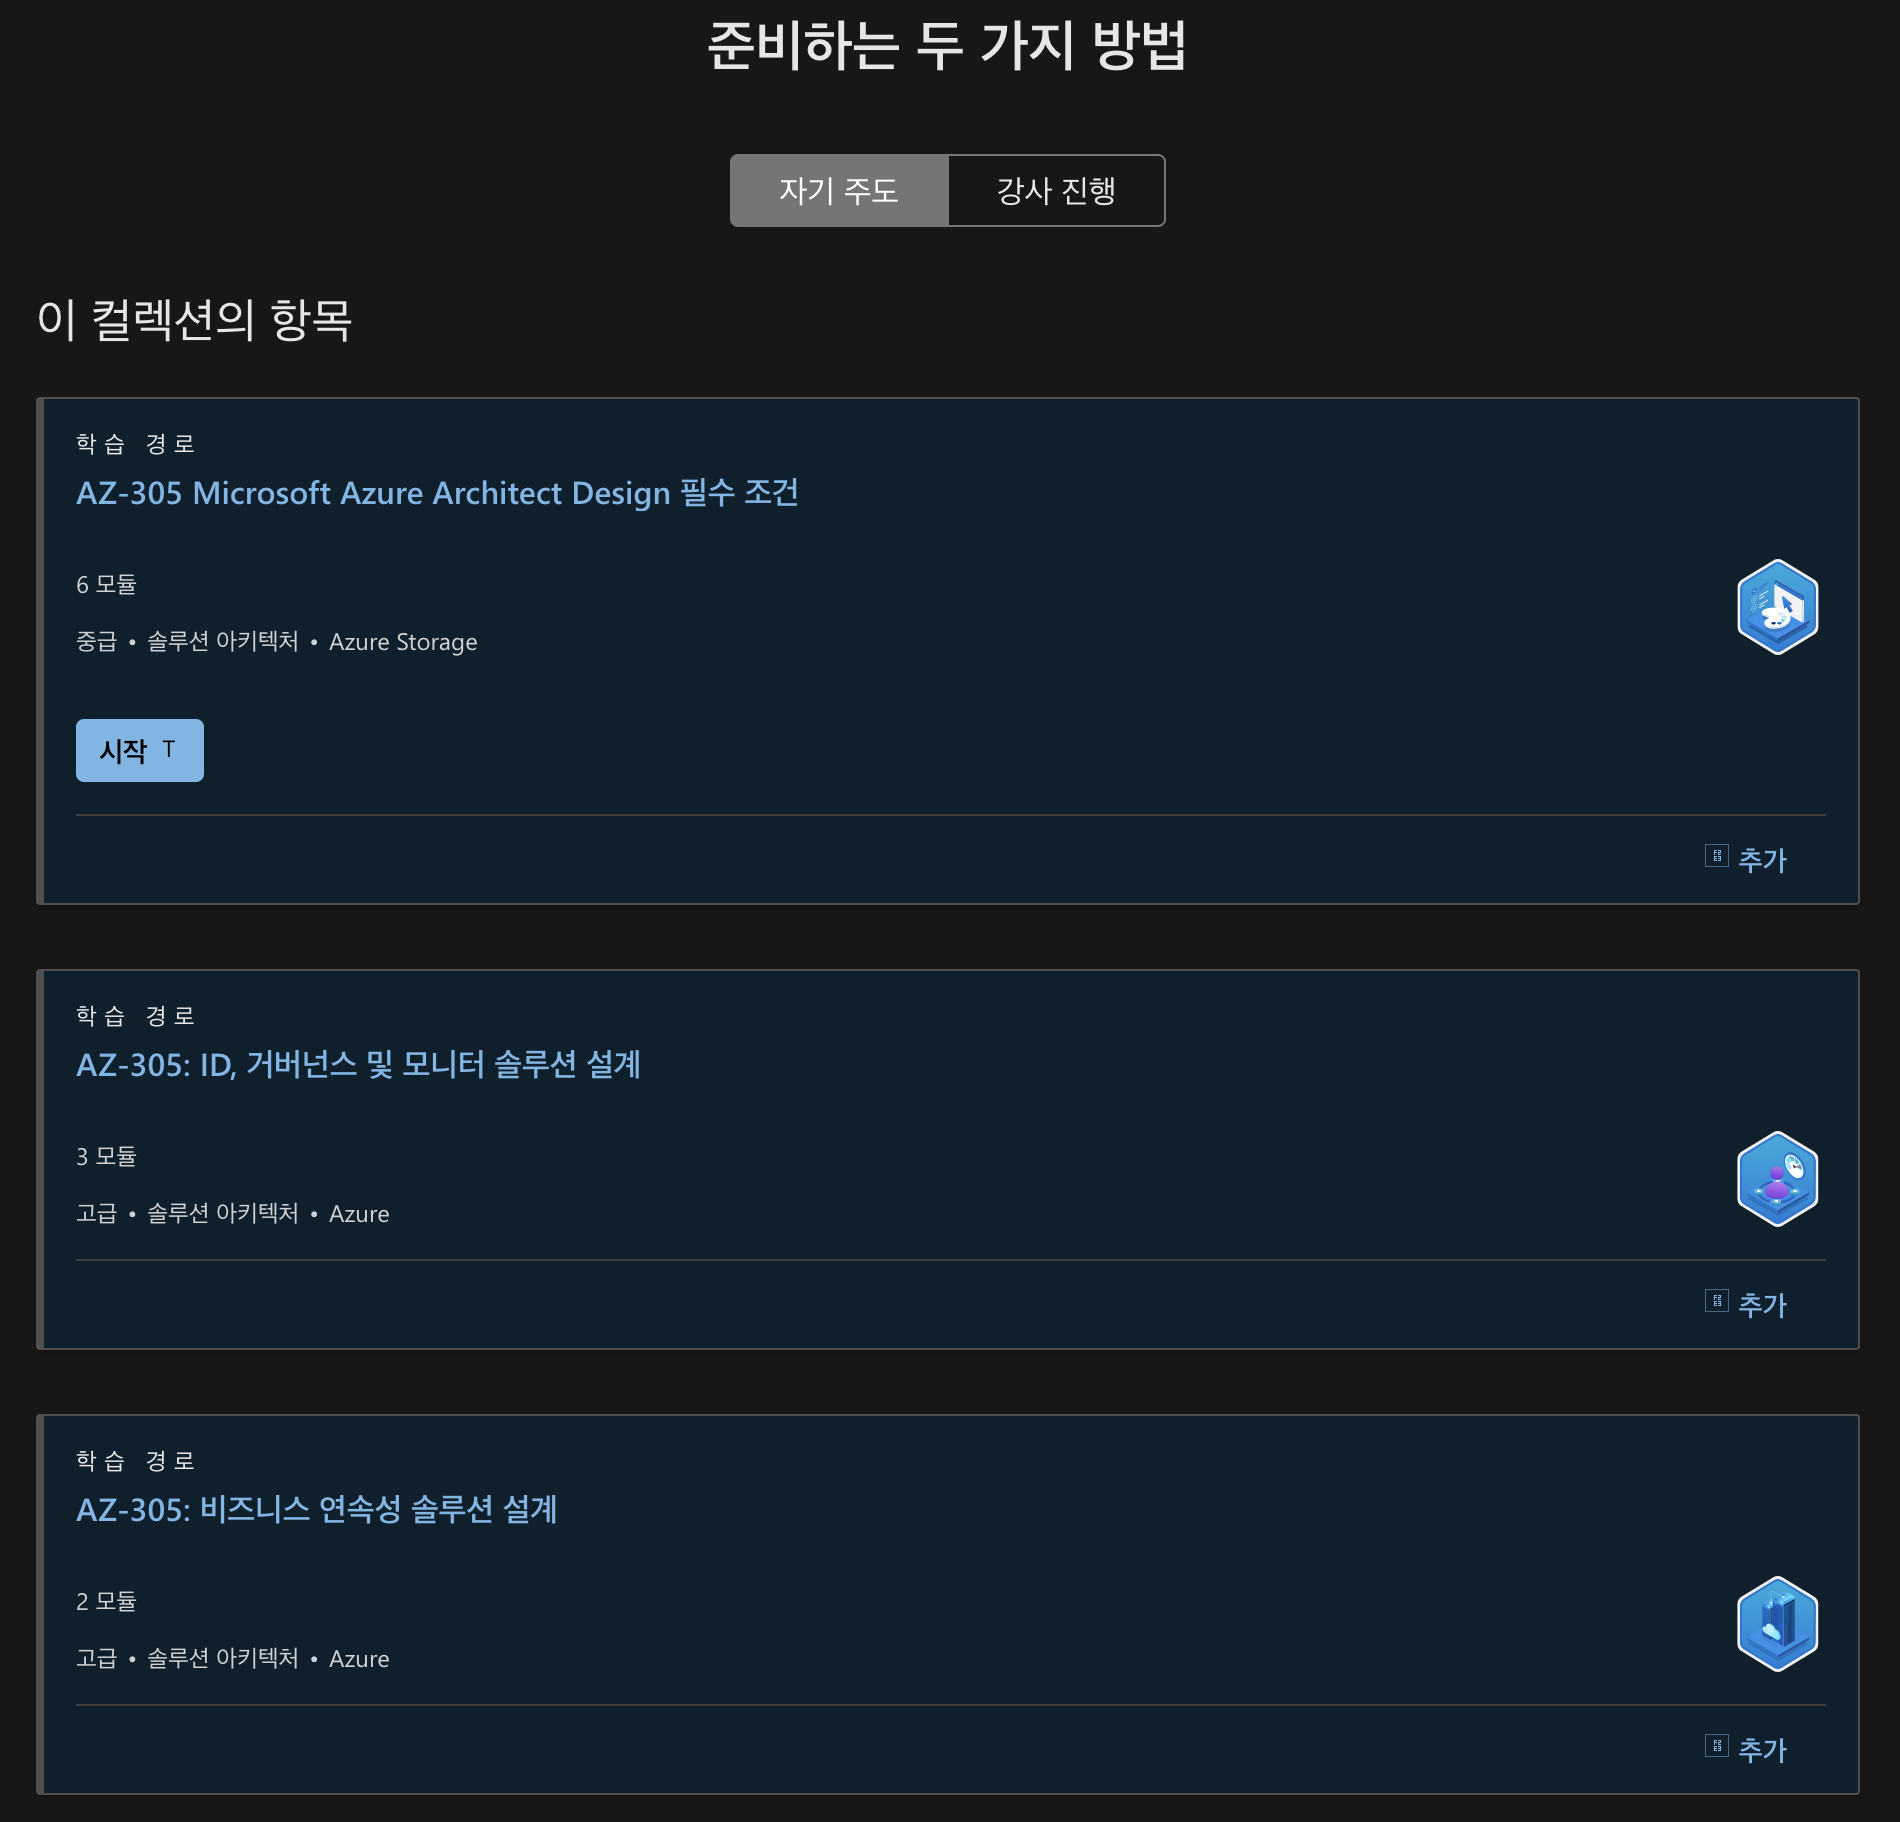 준비하는 두 가지 방법
자기 주도
강사 진행
이 컬렉션의 항목
학습 경로
AZ-305 Microsoft Azure Architect Design 필수 조건
6 모듈
중급 • 솔루션 아키텍처 • Azure Storage
시작 T
추가
학습 경로
AZ-305: ID, 거버넌스 및 모니터 솔루션 설계
3 모듈
고급 • 솔루션 아키텍처 • Azure
추가
학습 경로
AZ-305: 비즈니스 연속성 솔루션 설계
2 모듈
고급 • 솔루션 아키텍처 • Azure
추가